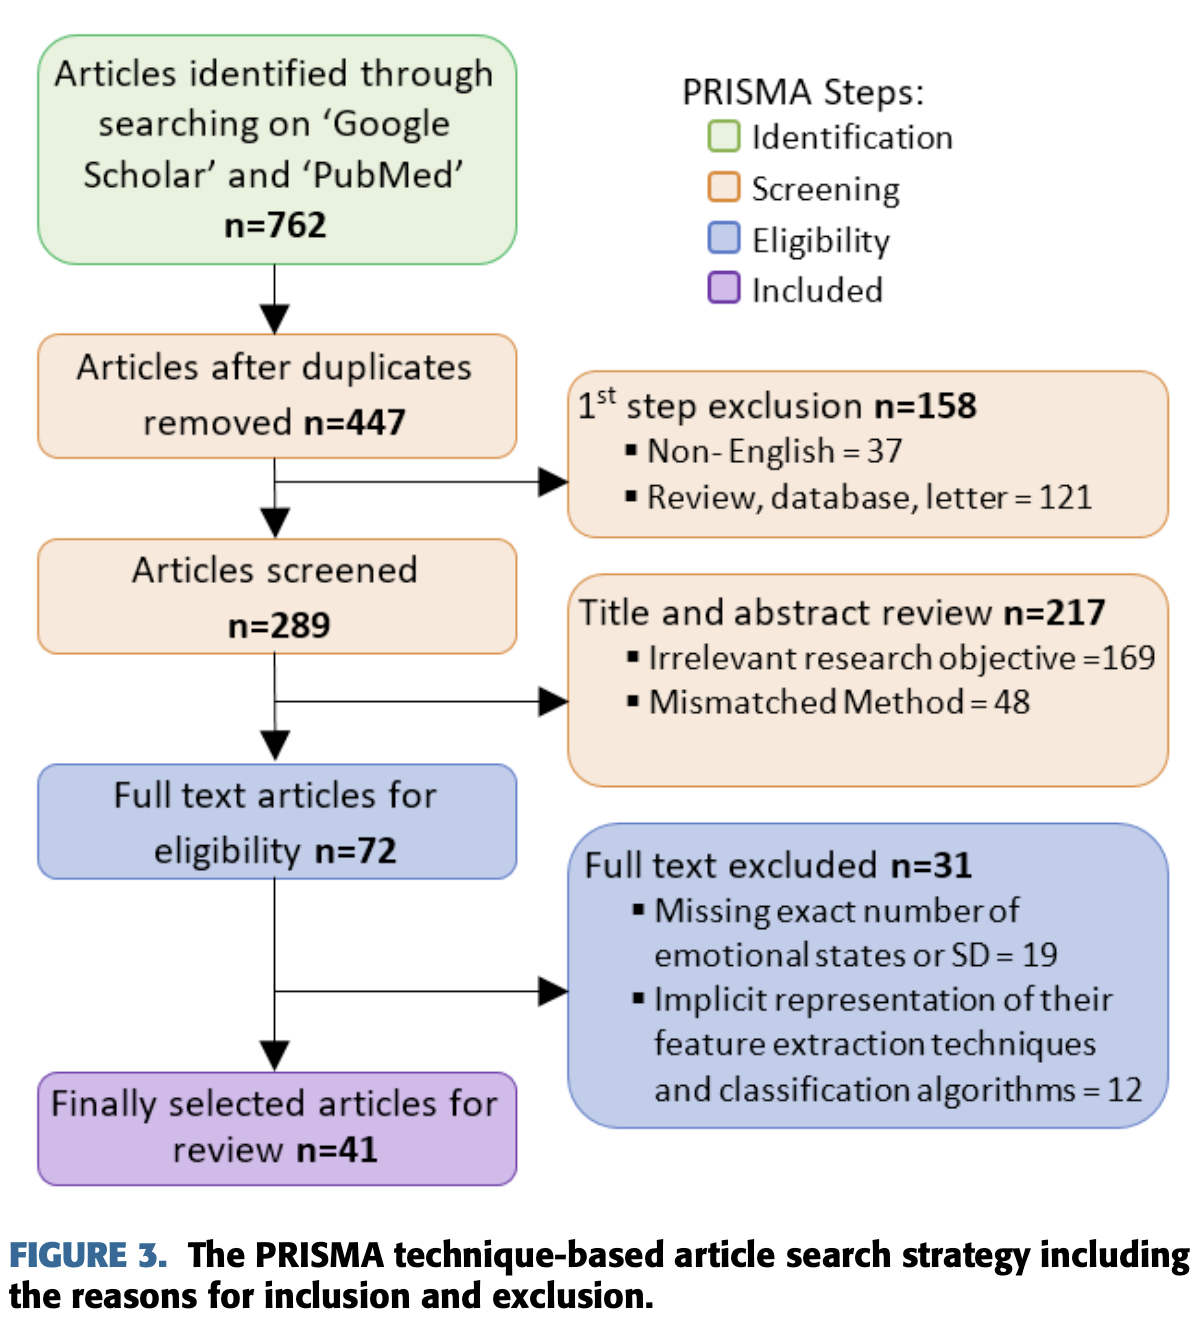 Articles identified through
searching on ‘Google
Scholar’ and ‘PubMed’
n=762
PRISMA Steps:
Identification
Screening
Eligibility
Included
Articles after duplicates
removed n=447
1st step exclusion n=158
▪ Non- English = 37
▪ Review, database, letter = 121
Articles screened
n=289
Title and abstract review n=217
▪ Irrelevant research objective =169
▪ Mismatched Method = 48
Full text articles for
eligibility n=72
Full text excluded n=31
▪ Missing exact number of
emotional states or SD = 19
▪ Implicit representation of their
feature extraction techniques
and classification algorithms = 12
Finally selected articles for
review n=41
FIGURE 3. The PRISMA technique-based article search strategy including
the reasons for inclusion and exclusion.